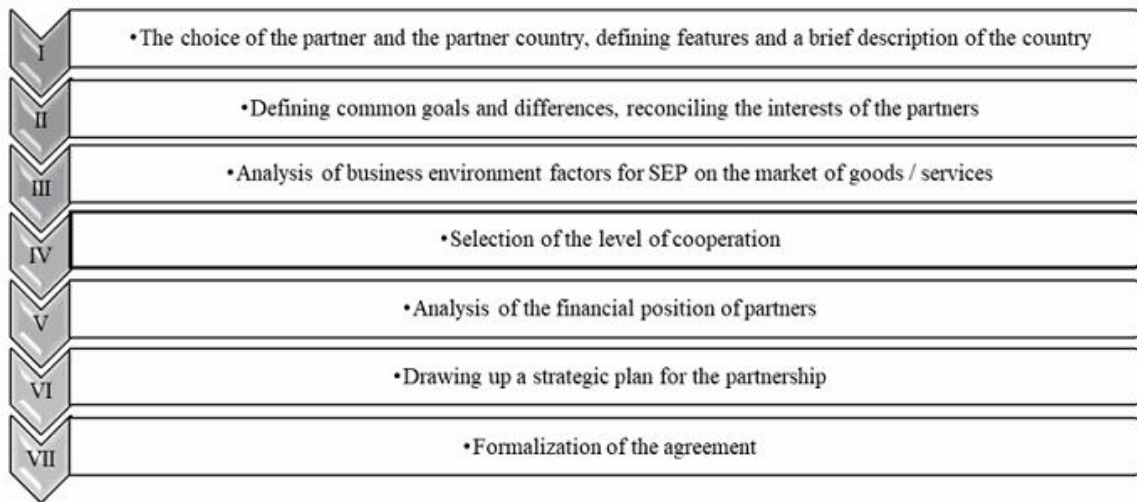 I
•The choice of the partner and the partner country, defining features and a brief description of the country
II
•Defining common goals and differences, reconciling the interests of the partners
III
•Analysis of business environment factors for SEP on the market of goods / services
IV
•Selection of the level of cooperation
V
•Analysis of the financial position of partners
VI
•Drawing up a strategic plan for the partnership
VII
•Formalization of the agreement